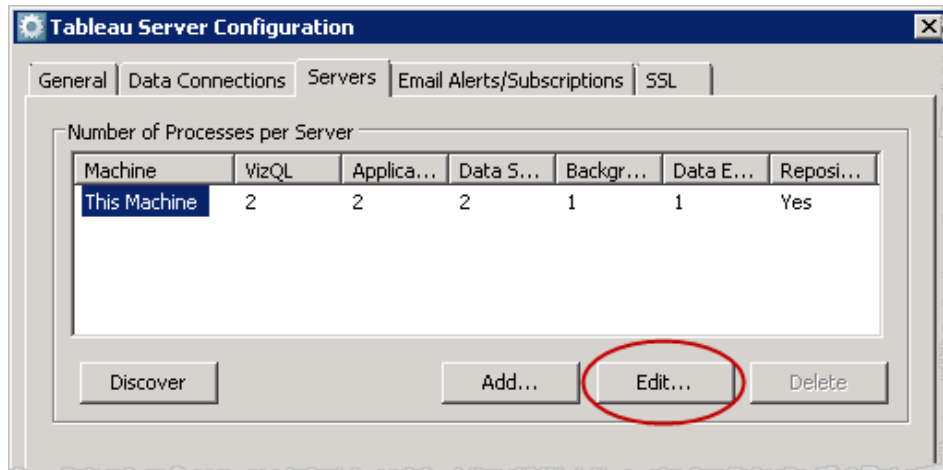 Tableau Server Configuration
General Data Connections Servers Email Alerts/Subscriptions SSL
Number of Processes per Server
Machine VizQL Applica... Data S... Backgr... Data E... Reposi...
This Machine 2 2 2 1 1 Yes
Discover Add... Edit... Delete